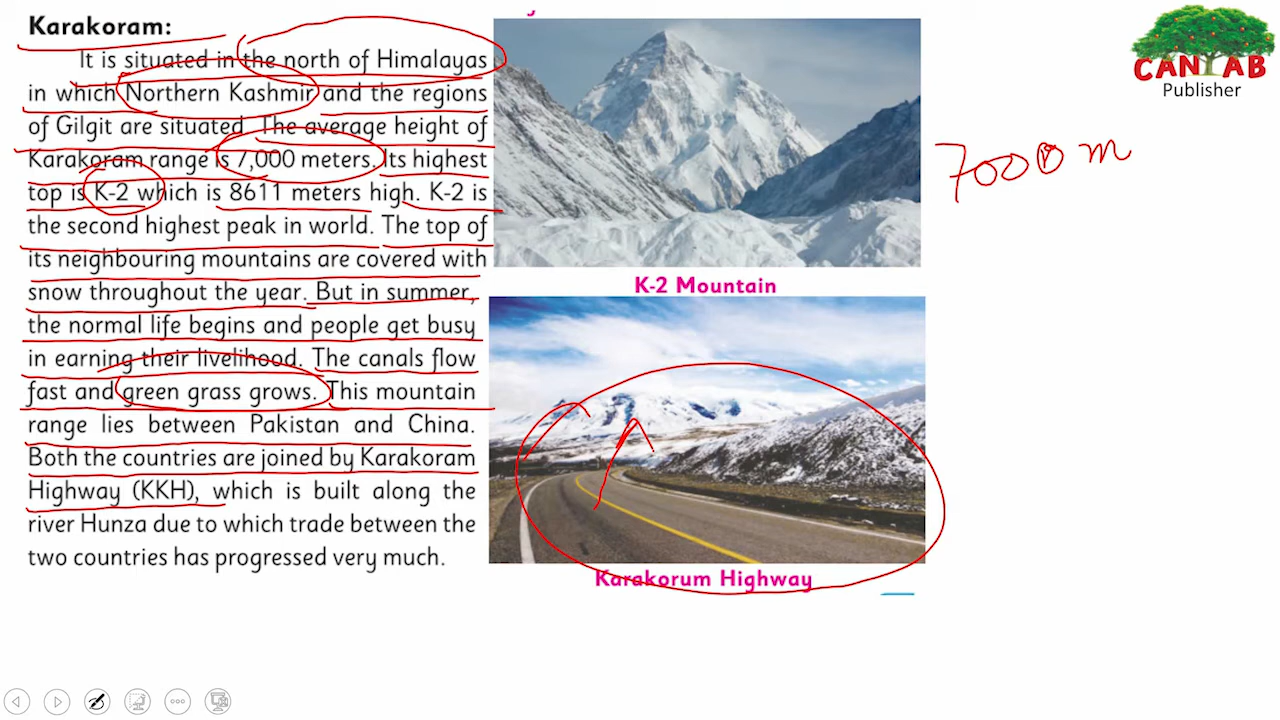 Karakoram:
It is situated in the north of Himalayas
in which Northern Kashmir and the regions
of Gilgit are situated. The average height of
Karakoram range is 7,000 meters. Its highest
top is K-2 which is 8611 meters high. K-2 is
the second highest peak in world. The top of
its neighbouring mountains are covered with
snow throughout the year. But in summer,
the normal life begins and people get busy
in earning their livelihood. The canals flow
fast and green grass grows. This mountain
range lies between Pakistan and China.
Both the countries are joined by Karakoram
Highway (KKH), which is built along the
river Hunza due to which trade between the
two countries has progressed very much.
K-2 Mountain
Karakorum Highway
CANTAB
Publisher
7000 m